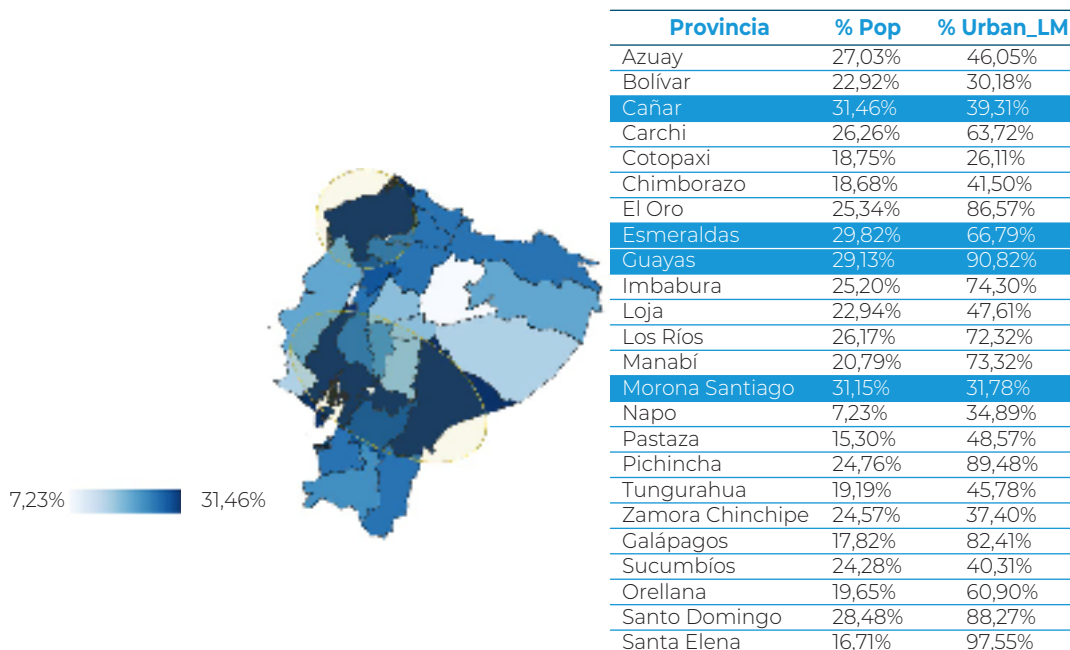 Provincia % Pop % Urban_LM
Azuay 27,03% 46,05%
Bolívar 22,92% 30,18%
Cañar 31,46% 39,31%
Carchi 26,26% 63,72%
Cotopaxi 18,75% 26,11%
Chimborazo 18,68% 41,50%
El Oro 25,34% 86,57%
Esmeraldas 29,82% 66,79%
Guayas 29,13% 90,82%
Imbabura 25,20% 74,30%
Loja 22,94% 47,61%
Los Ríos 26,17% 72,32%
Manabí 20,79% 73,32%
Morona Santiago 31,15% 31,78%
Napo 7,23% 34,89%
Pastaza 15,30% 48,57%
Pichincha 24,76% 89,48%
Tungurahua 19,19% 45,78%
Zamora Chinchipe 24,57% 37,40%
Galápagos 17,82% 82,41%
Sucumbíos 24,28% 40,31%
Orellana 19,65% 60,90%
Santo Domingo 28,48% 88,27%
Santa Elena 16,71% 97,55%
7,23% 31,46%